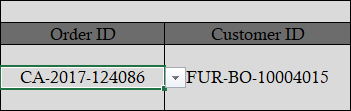 Order ID Customer ID
CA-2017-124086 FUR-BO-10004015